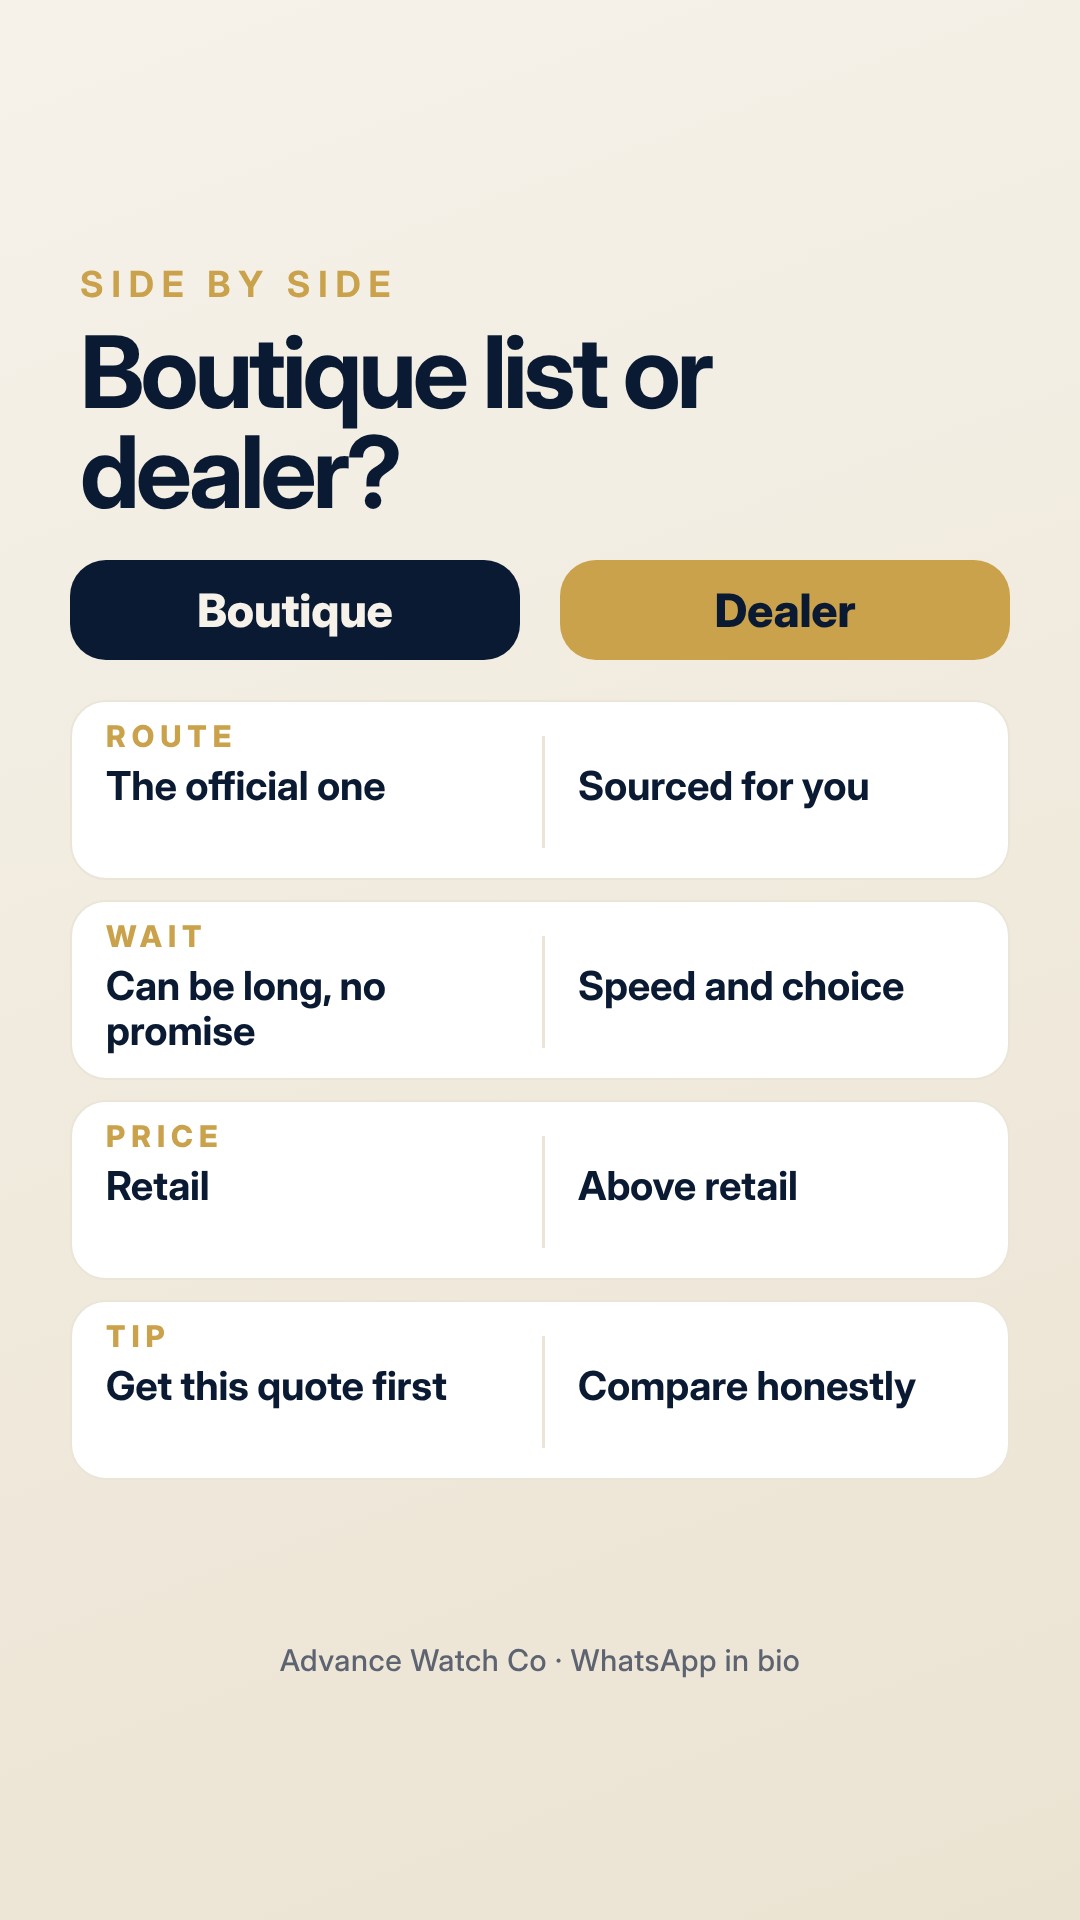 SIDE BY SIDE
Boutique list or
dealer?
Boutique
Dealer
ROUTE
The official one
Sourced for you
WAIT
Can be long, no
promise
Speed and choice
PRICE
Retail
Above retail
TIP
Get this quote first
Compare honestly
Advance Watch Co · WhatsApp in bio